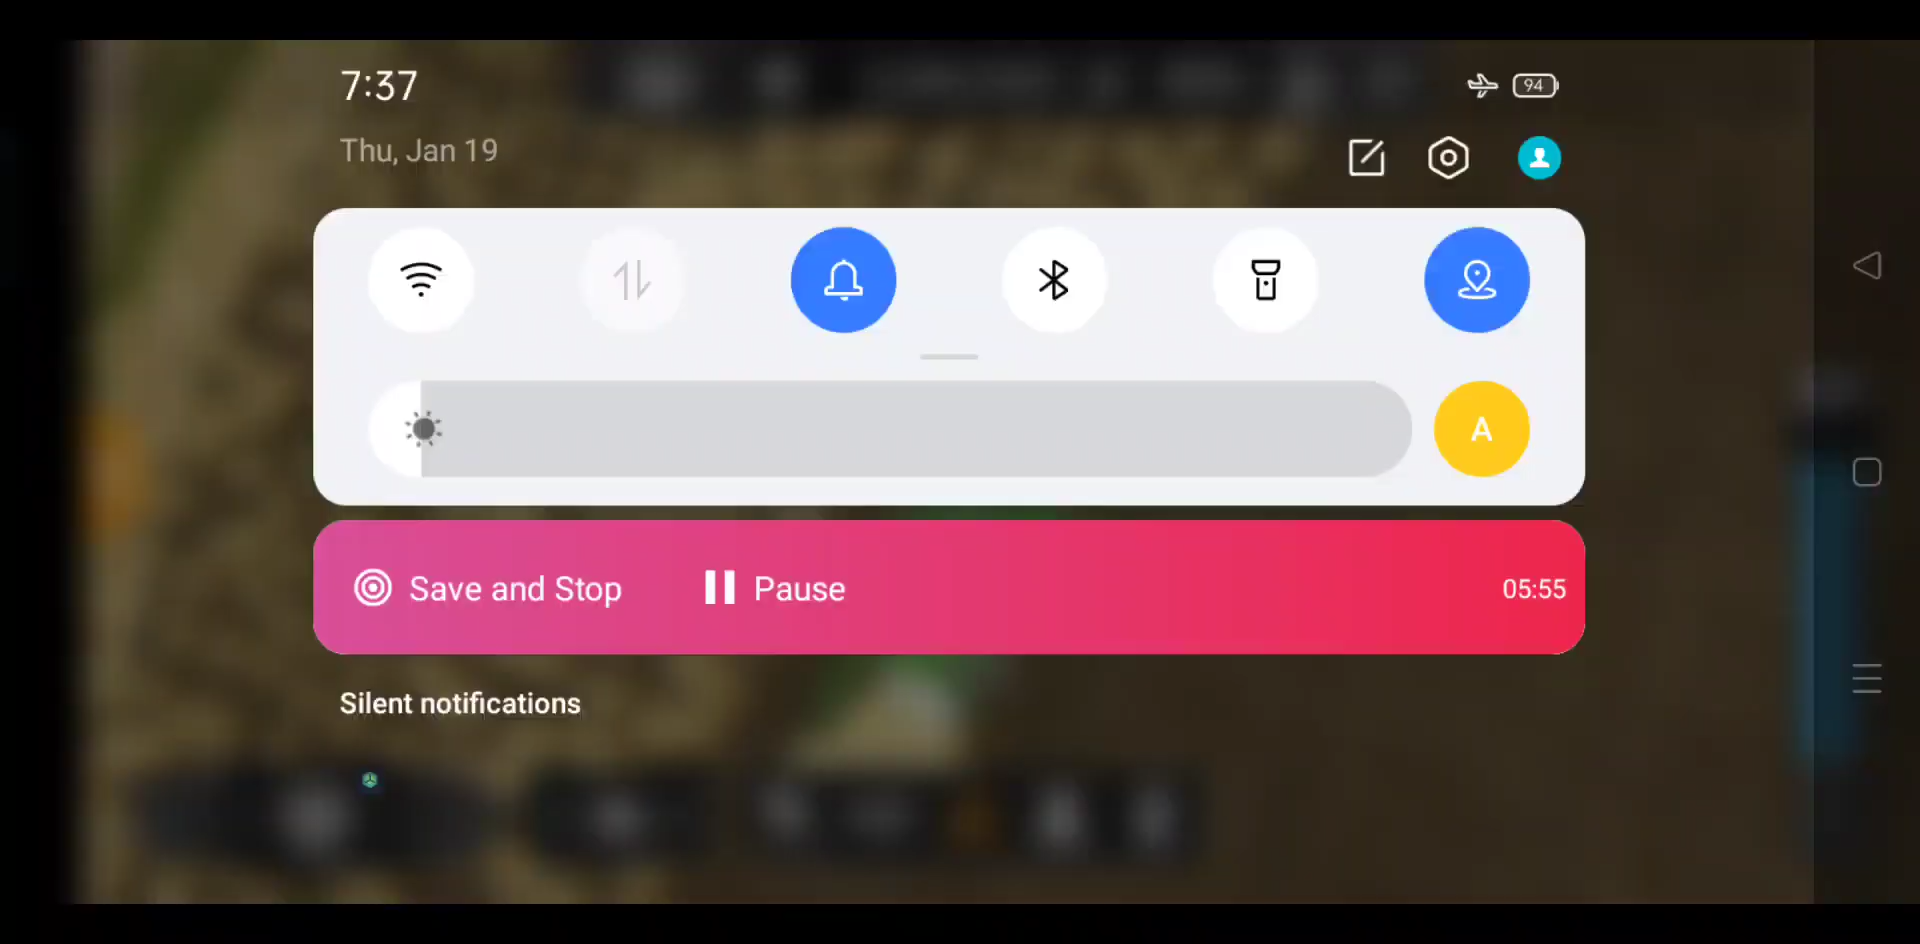 7:37
94
Thu, Jan 19
A
Save and Stop
Pause
05:55
Silent notifications